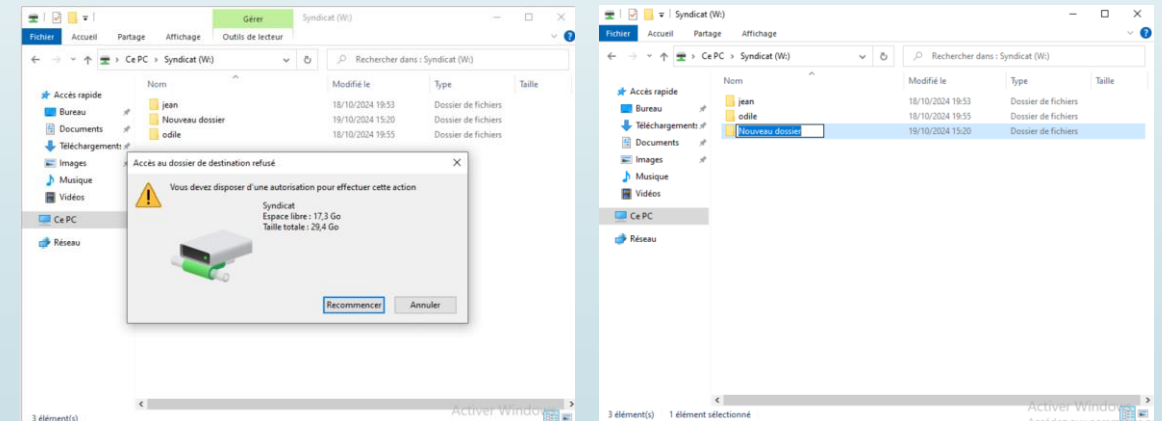 Gérer
Syndicat (W:)
Fichier Accueil Partage Affichage Outils de lecteur
Ce PC > Syndicat (W:)
Rechercher dans : Syndicat (W:)
Nom Modifié le Type Taille
Accès rapide
Bureau
Documents
Téléchargements
Images
Musique
Vidéos
Ce PC
Réseau
jean 18/10/2024 19:53 Dossier de fichiers
Nouveau dossier 19/10/2024 15:20 Dossier de fichiers
odile 18/10/2024 19:55 Dossier de fichiers
Accès au dossier de destination refusé
Vous devez disposer d'une autorisation pour effectuer cette action
Syndicat
Espace libre : 17,3 Go
Taille totale : 29,4 Go
Recommencer Annuler
3 élément(s)
Activer Windows
Syndicat (W:)
Fichier Accueil Partage Affichage
Ce PC > Syndicat (W:)
Rechercher dans : Syndicat (W:)
Nom Modifié le Type Taille
Accès rapide
Bureau
Téléchargements
Documents
Images
Musique
Vidéos
Ce PC
Réseau
jean 18/10/2024 19:53 Dossier de fichiers
odile 18/10/2024 19:55 Dossier de fichiers
Nouveau dossier 19/10/2024 15:20 Dossier de fichiers
3 élément(s) 1 élément sélectionné
Activer Windows